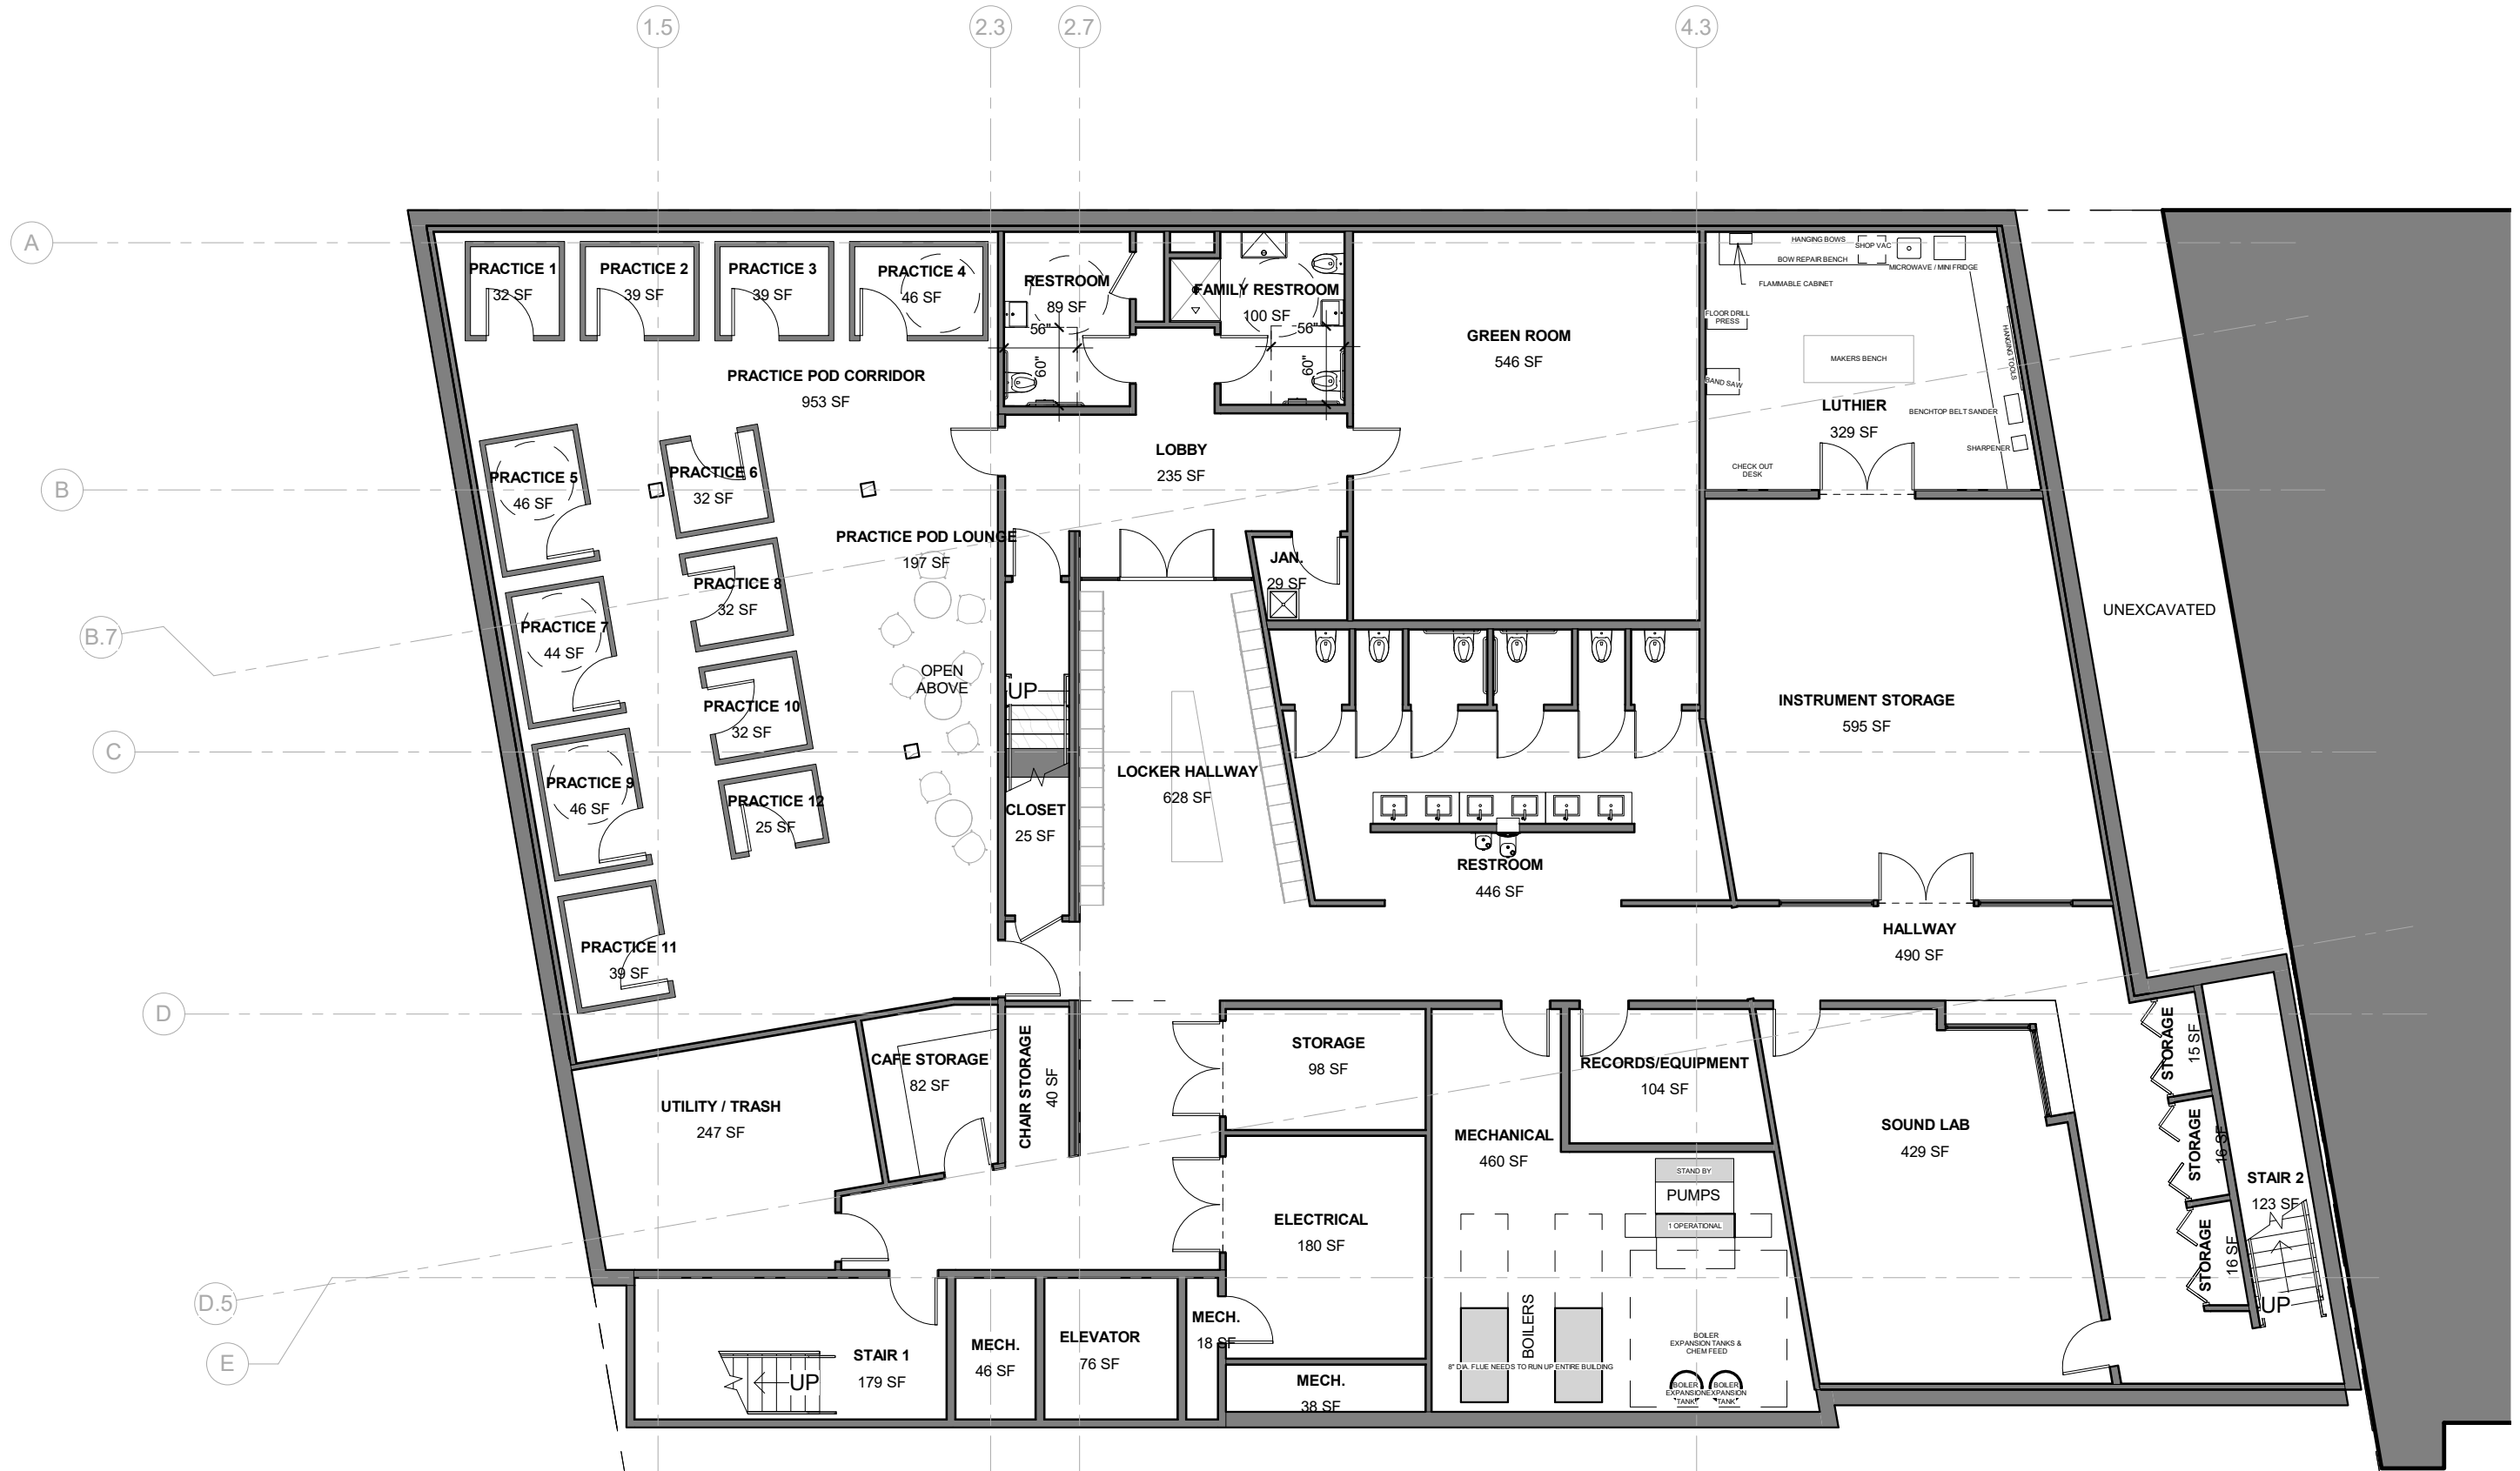 1.5
2.3
2.7
4.3
A
B
B.7
C
D
D.5
E
PRACTICE 1
32 SF
PRACTICE 2
39 SF
PRACTICE 3
39 SF
PRACTICE 4
46 SF
PRACTICE POD CORRIDOR
953 SF
RESTROOM
89 SF
56"
60"
FAMILY RESTROOM
100 SF
56"
60"
GREEN ROOM
546 SF
HANGING BOWS
SHOP VAC
BOW REPAIR BENCH
MICROWAVE / MINI FRIDGE
FLAMMABLE CABINET
FLOOR DRILL
PRESS
HANGING TOOLS
MAKERS BENCH
BAND SAW
LUTHIER
329 SF
BENCHTOP BELT SANDER
SHARPENER
CHECK OUT
DESK
LOBBY
235 SF
PRACTICE 5
46 SF
PRACTICE 6
32 SF
PRACTICE POD LOUNGE
197 SF
JAN.
29 SF
PRACTICE 7
44 SF
PRACTICE 8
32 SF
UNEXCAVATED
OPEN
ABOVE
UP
PRACTICE 10
32 SF
INSTRUMENT STORAGE
595 SF
PRACTICE 9
46 SF
PRACTICE 12
25 SF
CLOSET
25 SF
LOCKER HALLWAY
628 SF
RESTROOM
446 SF
PRACTICE 11
39 SF
HALLWAY
490 SF
CAFE STORAGE
82 SF
CHAIR STORAGE
40 SF
STORAGE
98 SF
RECORDS/EQUIPMENT
104 SF
STORAGE
15 SF
UTILITY / TRASH
247 SF
MECHANICAL
460 SF
SOUND LAB
429 SF
STORAGE
16 SF
STAND BY
PUMPS
1 OPERATIONAL
STAIR 2
123 SF
ELECTRICAL
180 SF
STORAGE
16 SF
UP
BOILERS
BOILER
EXPANSION TANKS &
CHEM FEED
8" DIA. FLUE NEEDS TO RUN UP ENTIRE BUILDING
BOILER
EXPANSION
TANK
BOILER
EXPANSION
TANK
STAIR 1
179 SF
UP
MECH.
46 SF
ELEVATOR
76 SF
MECH.
18 SF
MECH.
38 SF